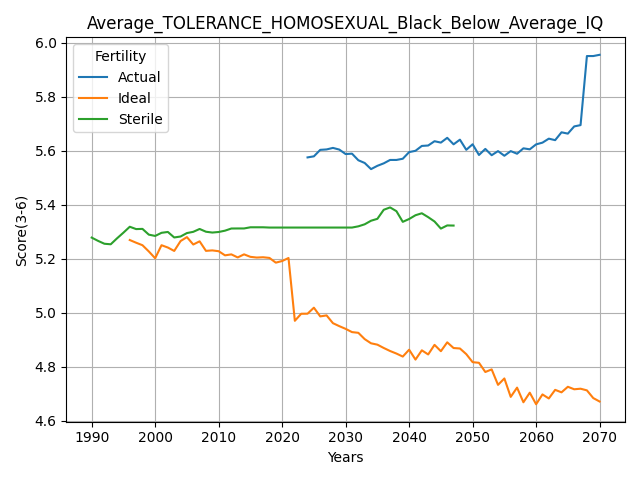 Average_TOLERANCE_HOMOSEXUAL_Black_Below_Average_IQ
6.0
5.8
5.6
5.4
5.2
5.0
4.8
4.6
Score(3-6)
Fertility
Actual
Ideal
Sterile
1990 2000 2010 2020 2030 2040 2050 2060 2070
Years